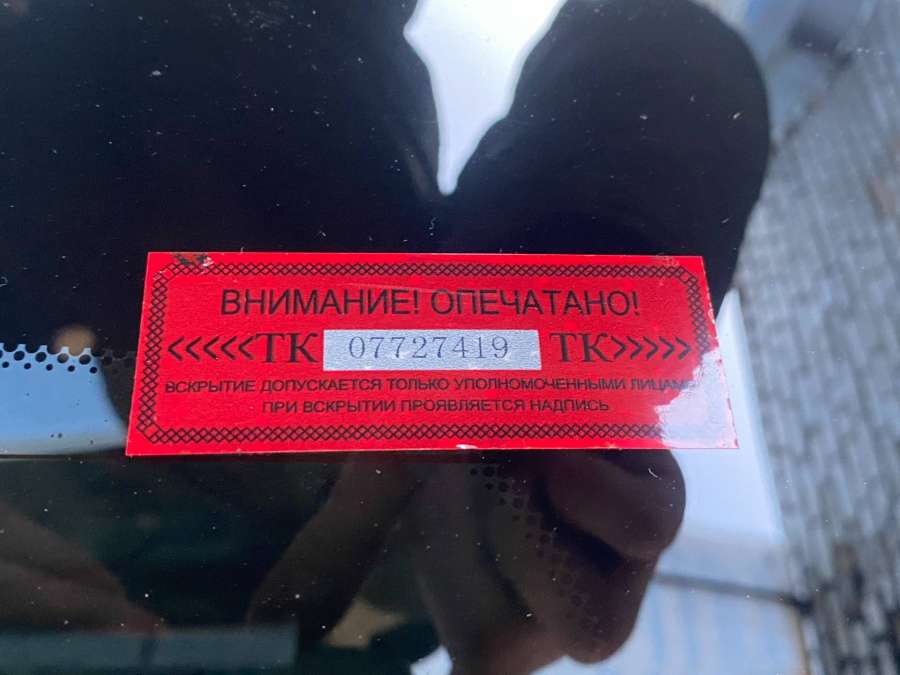 ВНИМАНИЕ! ОПЕЧАТАНО!
<<<<<ТК 07727419 ТК>>>>>
ВСКРЫТИЕ ДОПУСКАЕТСЯ ТОЛЬКО УПОЛНОМОЧЕННЫМИ ЛИЦАМИ
ПРИ ВСКРЫТИИ ПРОЯВЛЯЕТСЯ НАДПИСЬ